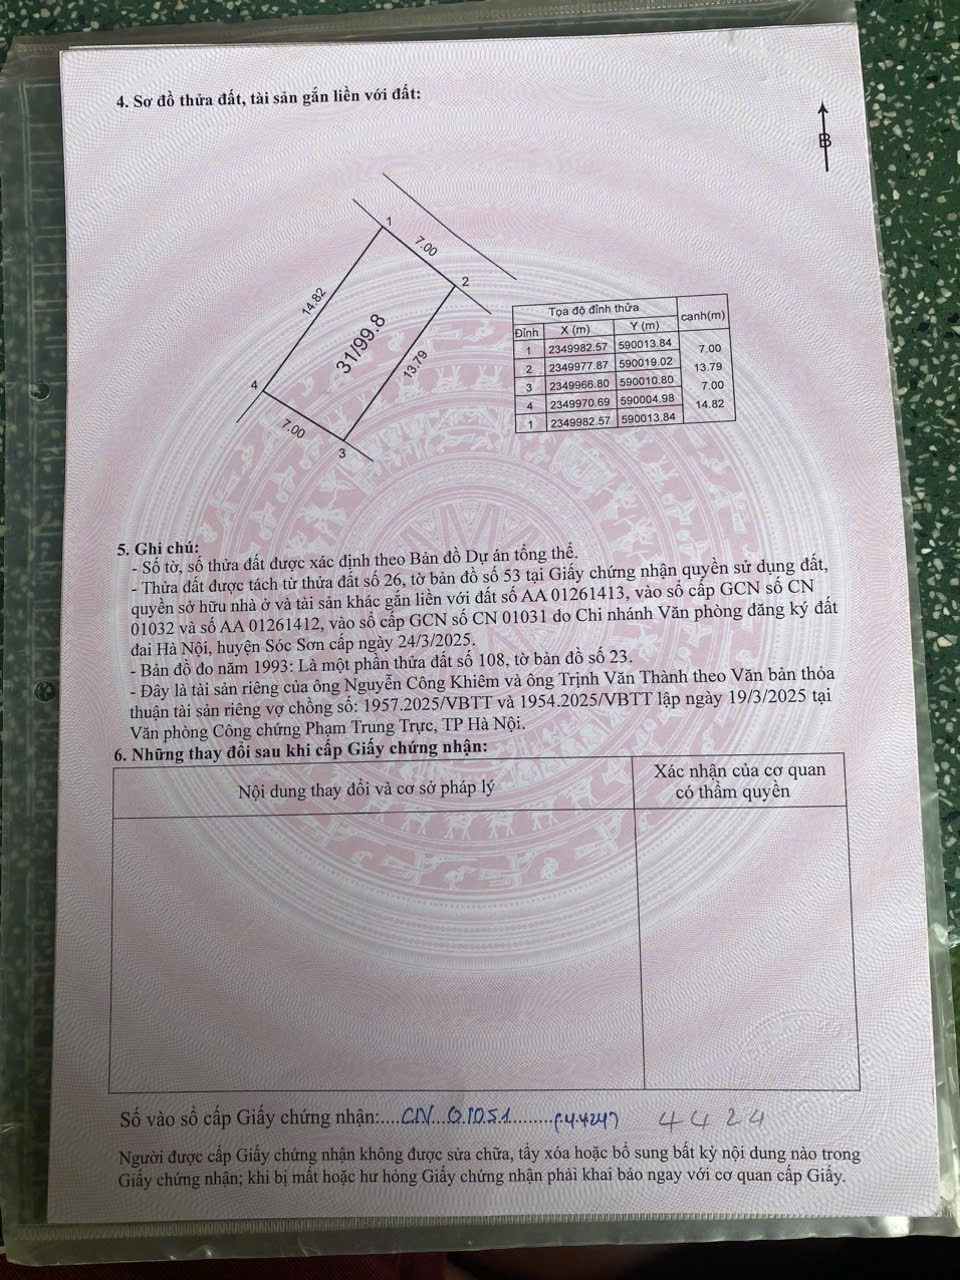 4. Sơ đồ thửa đất, tài sản gắn liền với đất:
B
1
7.00
2
14.82
31/99.8
13.79
4
7.00
3
Tọa độ đỉnh thửa cạnh(m)
Đỉnh X (m) Y (m)
1 2349982.57 590013.84
7.00
2 2349977.87 590019.02
13.79
3 2349966.80 590010.80
7.00
4 2349970.69 590004.98
14.82
1 2349982.57 590013.84
5. Ghi chú:
- Số tờ, số thửa đất được xác định theo Bản đồ Dự án tổng thể.
- Thửa đất được tách từ thửa đất số 26, tờ bản đồ số 53 tại Giấy chứng nhận quyền sử dụng đất,
quyền sở hữu nhà ở và tài sản khác gắn liền với đất số AA 01261413, vào sổ cấp GCN số CN
01032 và số AA 01261412, vào sổ cấp GCN số CN 01031 do Chi nhánh Văn phòng đăng ký đất
đai Hà Nội, huyện Sóc Sơn cấp ngày 24/3/2025.
- Bản đồ đo năm 1993: Là một phần thửa đất số 108, tờ bản đồ số 23.
- Đây là tài sản riêng của ông Nguyễn Công Khiêm và ông Trịnh Văn Thành theo Văn bản thỏa
thuận tài sản riêng vợ chồng số: 1957.2025/VBTT và 1954.2025/VBTT lập ngày 19/3/2025 tại
Văn phòng Công chứng Phạm Trung Trực, TP Hà Nội.
6. Những thay đổi sau khi cấp Giấy chứng nhận:
Nội dung thay đổi và cơ sở pháp lý
Xác nhận của cơ quan
có thẩm quyền
Số vào sổ cấp Giấy chứng nhận:....CN...01051.......... 4424
Người được cấp Giấy chứng nhận không được sửa chữa, tẩy xóa hoặc bổ sung bất kỳ nội dung nào trong
Giấy chứng nhận; khi bị mất hoặc hư hỏng Giấy chứng nhận phải khai báo ngay với cơ quan cấp Giấy.